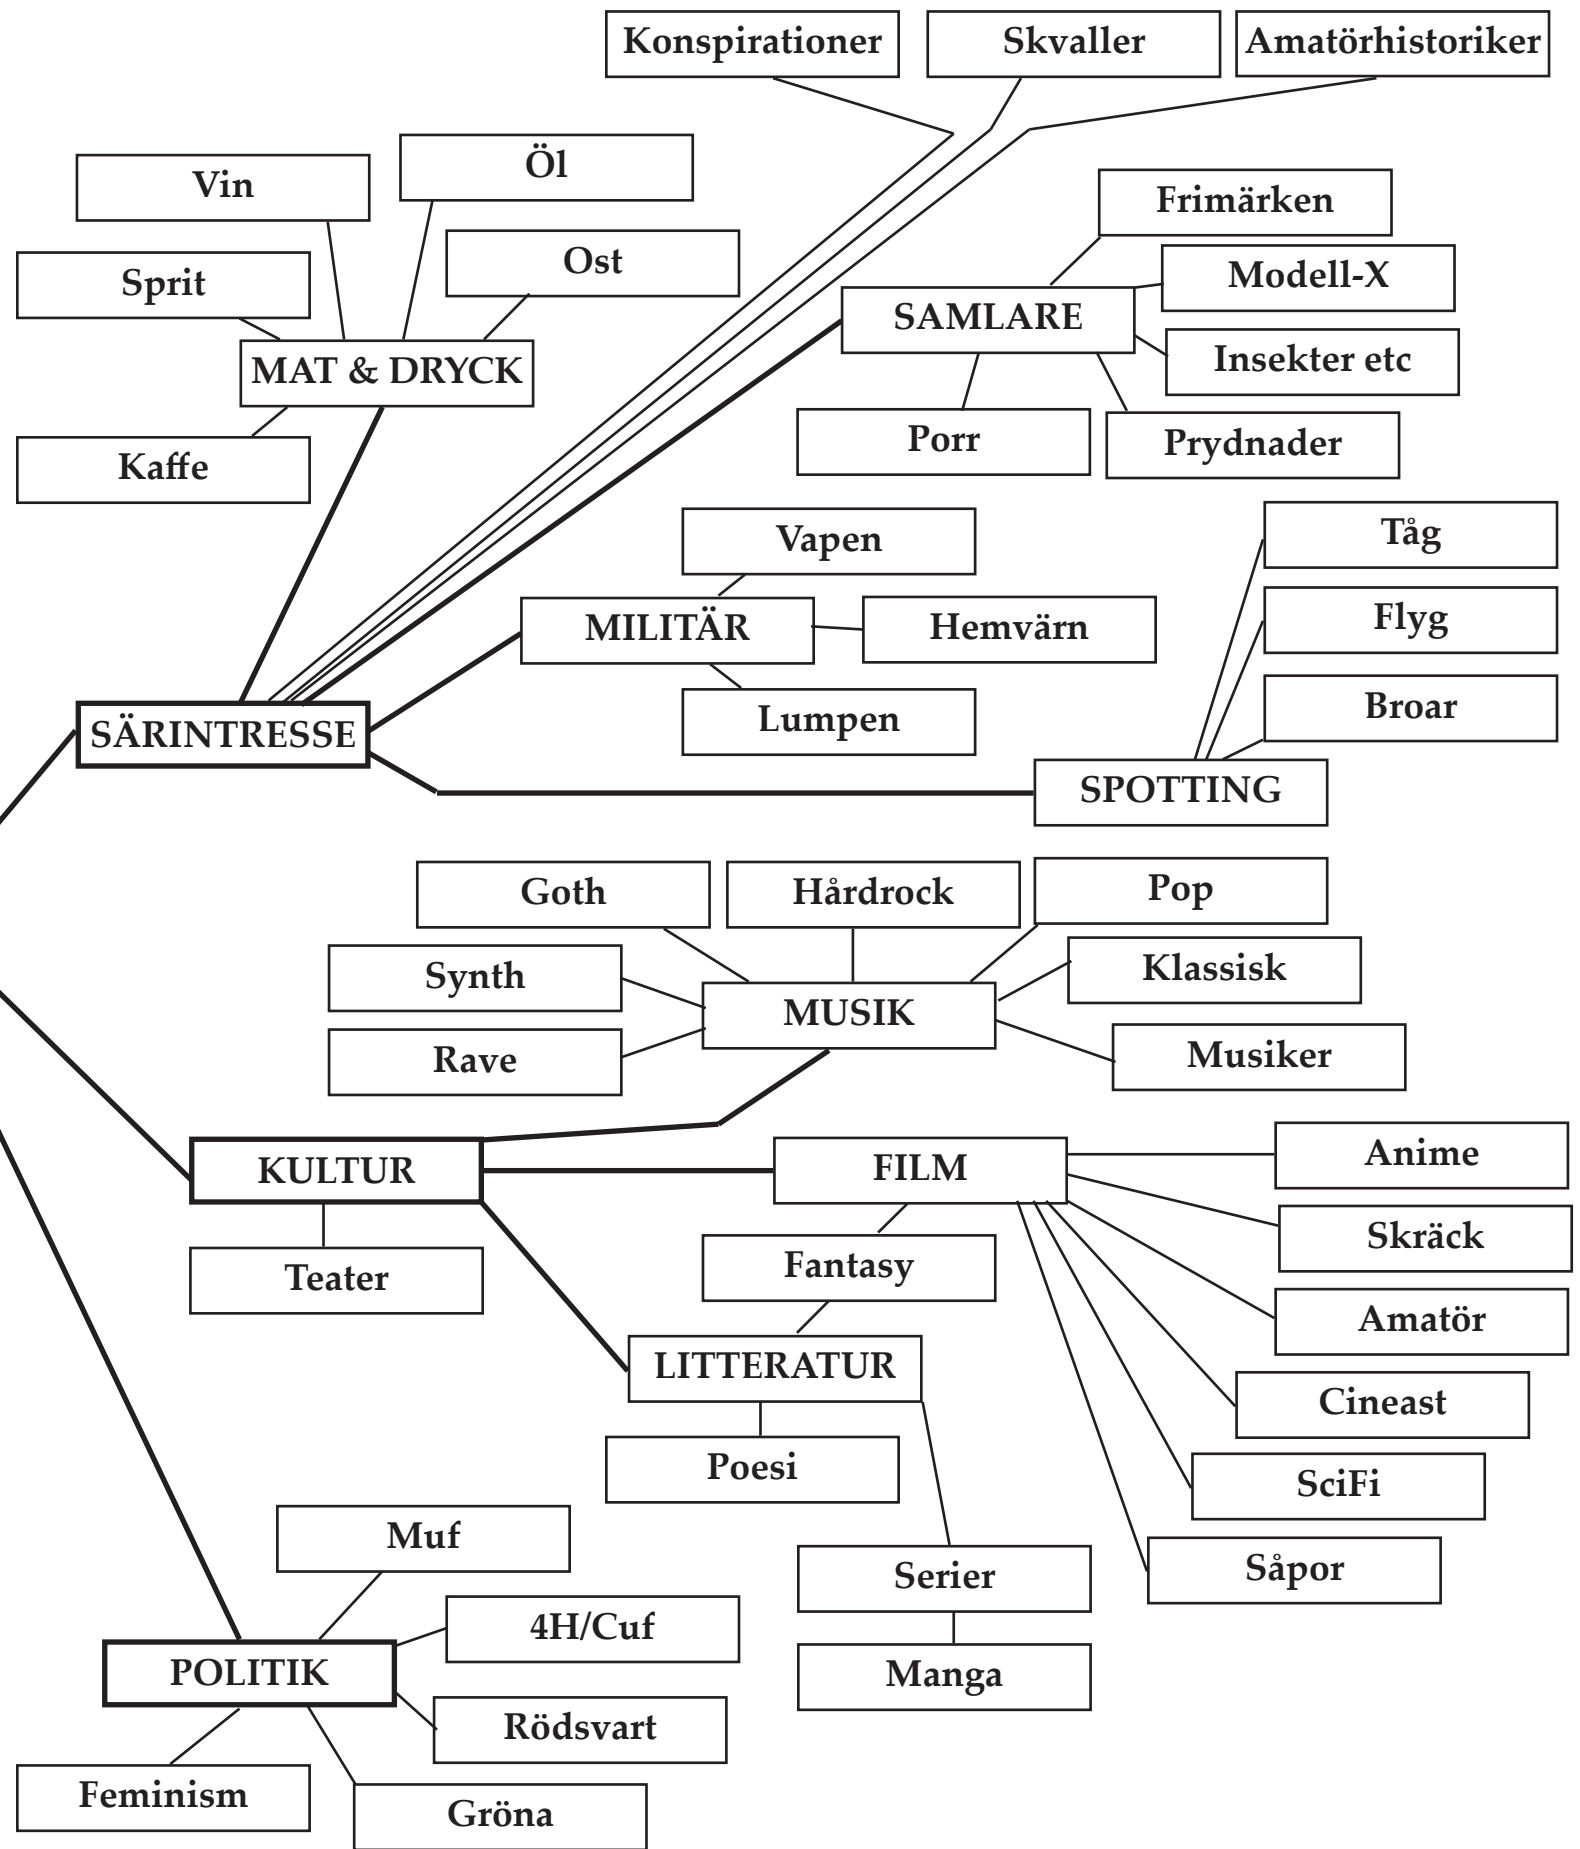 Konspirationer
Skvaller
Amatörhistoriker
Öl
Vin
Frimärken
Ost
Sprit
Modell-X
SAMLARE
Insekter etc
MAT & DRYCK
Porr
Prydnader
Kaffe
Tåg
Vapen
Flyg
MILITÄR
Hemvärn
Broar
Lumpen
SÄRINTRESSE
SPOTTING
Goth
Hårdrock
Pop
Klassisk
Synth
MUSIK
Musiker
Rave
Anime
KULTUR
FILM
Skräck
Fantasy
Teater
Amatör
LITTERATUR
Cineast
Poesi
SciFi
Muf
Serier
Såpor
4H/Cuf
POLITIK
Manga
Rödsvart
Feminism
Gröna